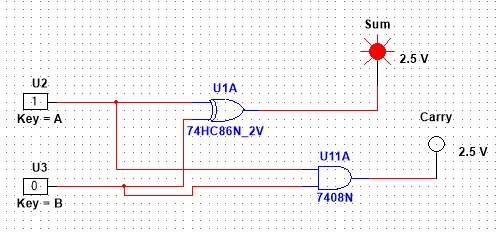 Sum
2.5 V
U2
1
Key = A
U1A
74HC86N_2V
Carry
2.5 V
U3
0
Key = B
U11A
7408N